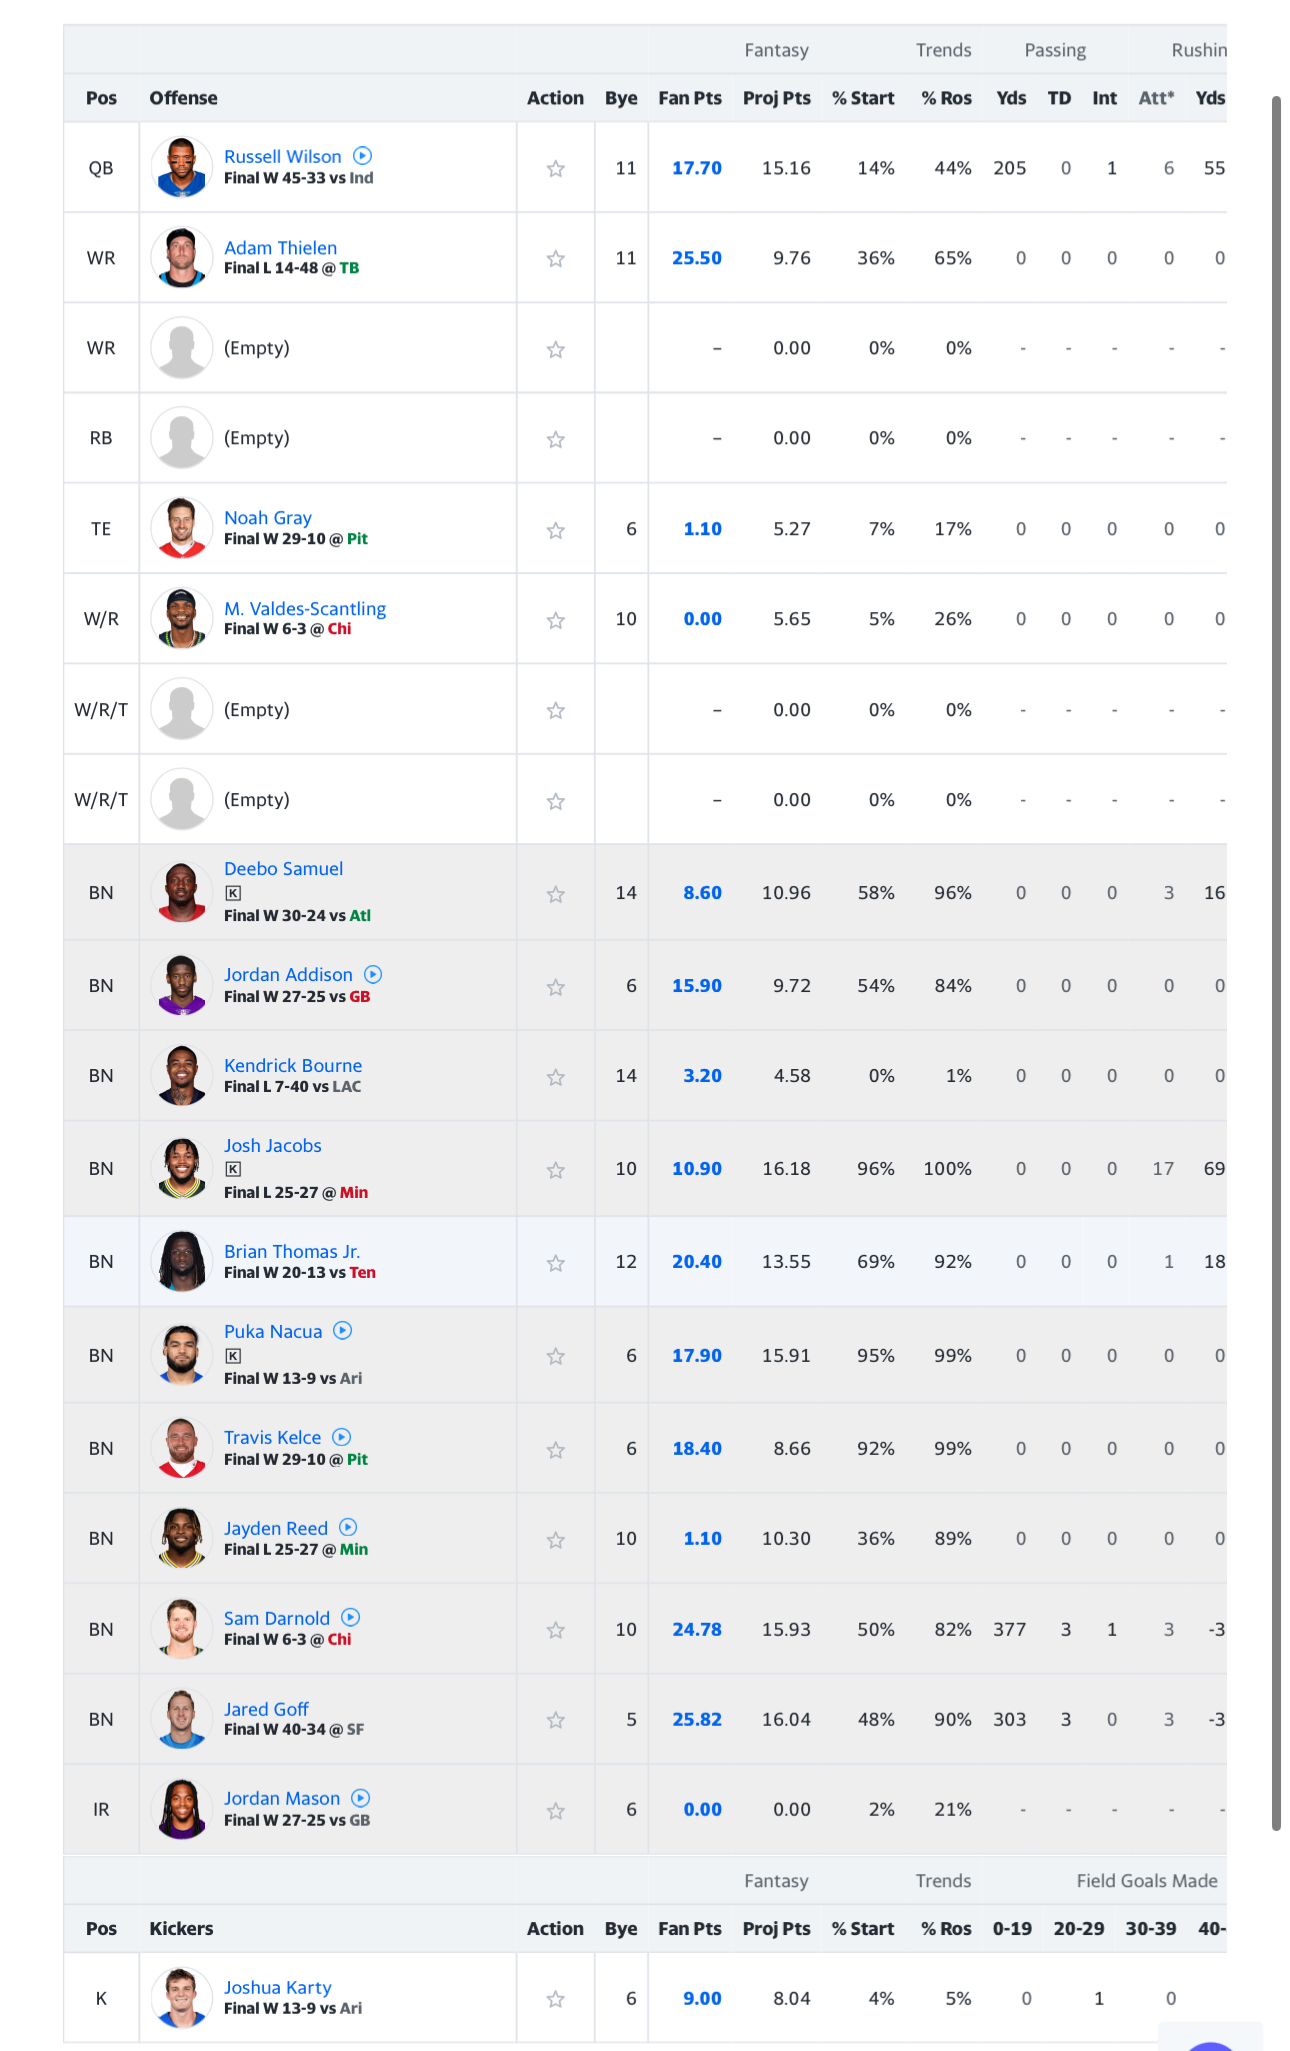 Fantasy Trends Passing Rushin
Pos Offense Action Bye Fan Pts Proj Pts % Start % Ros Yds TD Int Att* Yds
QB Russell Wilson 11 17.70 15.16 14% 44% 205 0 1 6 55
Final W 45-33 vs Ind
WR Adam Thielen 11 25.50 9.76 36% 65% 0 0 0 0 0
Final L 14-48 @ TB
WR (Empty) – 0.00 0% 0% - - - - -
RB (Empty) – 0.00 0% 0% - - - - -
TE Noah Gray 6 1.10 5.27 7% 17% 0 0 0 0 0
Final W 29-10 @ Pit
W/R M. Valdes-Scantling 10 0.00 5.65 5% 26% 0 0 0 0 0
Final W 6-3 @ Chi
W/R/T (Empty) – 0.00 0% 0% - - - - -
W/R/T (Empty) – 0.00 0% 0% - - - - -
BN Deebo Samuel 14 8.60 10.96 58% 96% 0 0 0 3 16
K
Final W 30-24 vs Atl
BN Jordan Addison 6 15.90 9.72 54% 84% 0 0 0 0 0
Final W 27-25 vs GB
BN Kendrick Bourne 14 3.20 4.58 0% 1% 0 0 0 0 0
Final L 7-40 vs LAC
BN Josh Jacobs 10 10.90 16.18 96% 100% 0 0 0 17 69
K
Final L 25-27 @ Min
BN Brian Thomas Jr. 12 20.40 13.55 69% 92% 0 0 0 1 18
Final W 20-13 vs Ten
BN Puka Nacua 6 17.90 15.91 95% 99% 0 0 0 0 0
K
Final W 13-9 vs Ari
BN Travis Kelce 6 18.40 8.66 92% 99% 0 0 0 0 0
Final W 29-10 @ Pit
BN Jayden Reed 10 1.10 10.30 36% 89% 0 0 0 0 0
Final L 25-27 @ Min
BN Sam Darnold 10 24.78 15.93 50% 82% 377 3 1 3 -3
Final W 6-3 @ Chi
BN Jared Goff 5 25.82 16.04 48% 90% 303 3 0 3 -3
Final W 40-34 @ SF
IR Jordan Mason 6 0.00 0.00 2% 21% - - - - -
Final W 27-25 vs GB
Fantasy Trends Field Goals Made
Pos Kickers Action Bye Fan Pts Proj Pts % Start % Ros 0-19 20-29 30-39 40-
K Joshua Karty 6 9.00 8.04 4% 5% 0 1 0
Final W 13-9 vs Ari